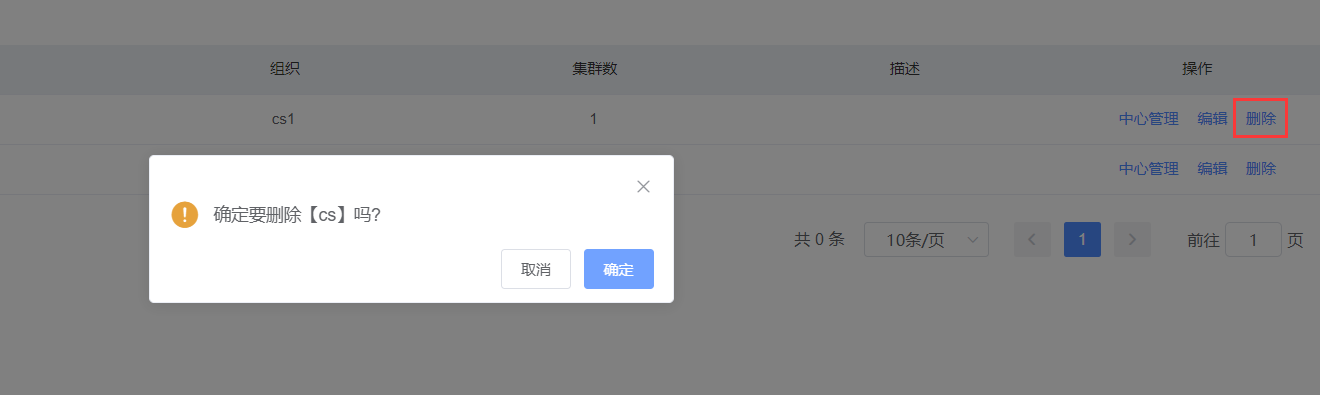 组织 集群数 描述 操作
cs1 1 中心管理 编辑 删除
中心管理 编辑 删除
确定要删除【cs】吗?
取消 确定
共 0 条 10条/页 1 前往 1 页